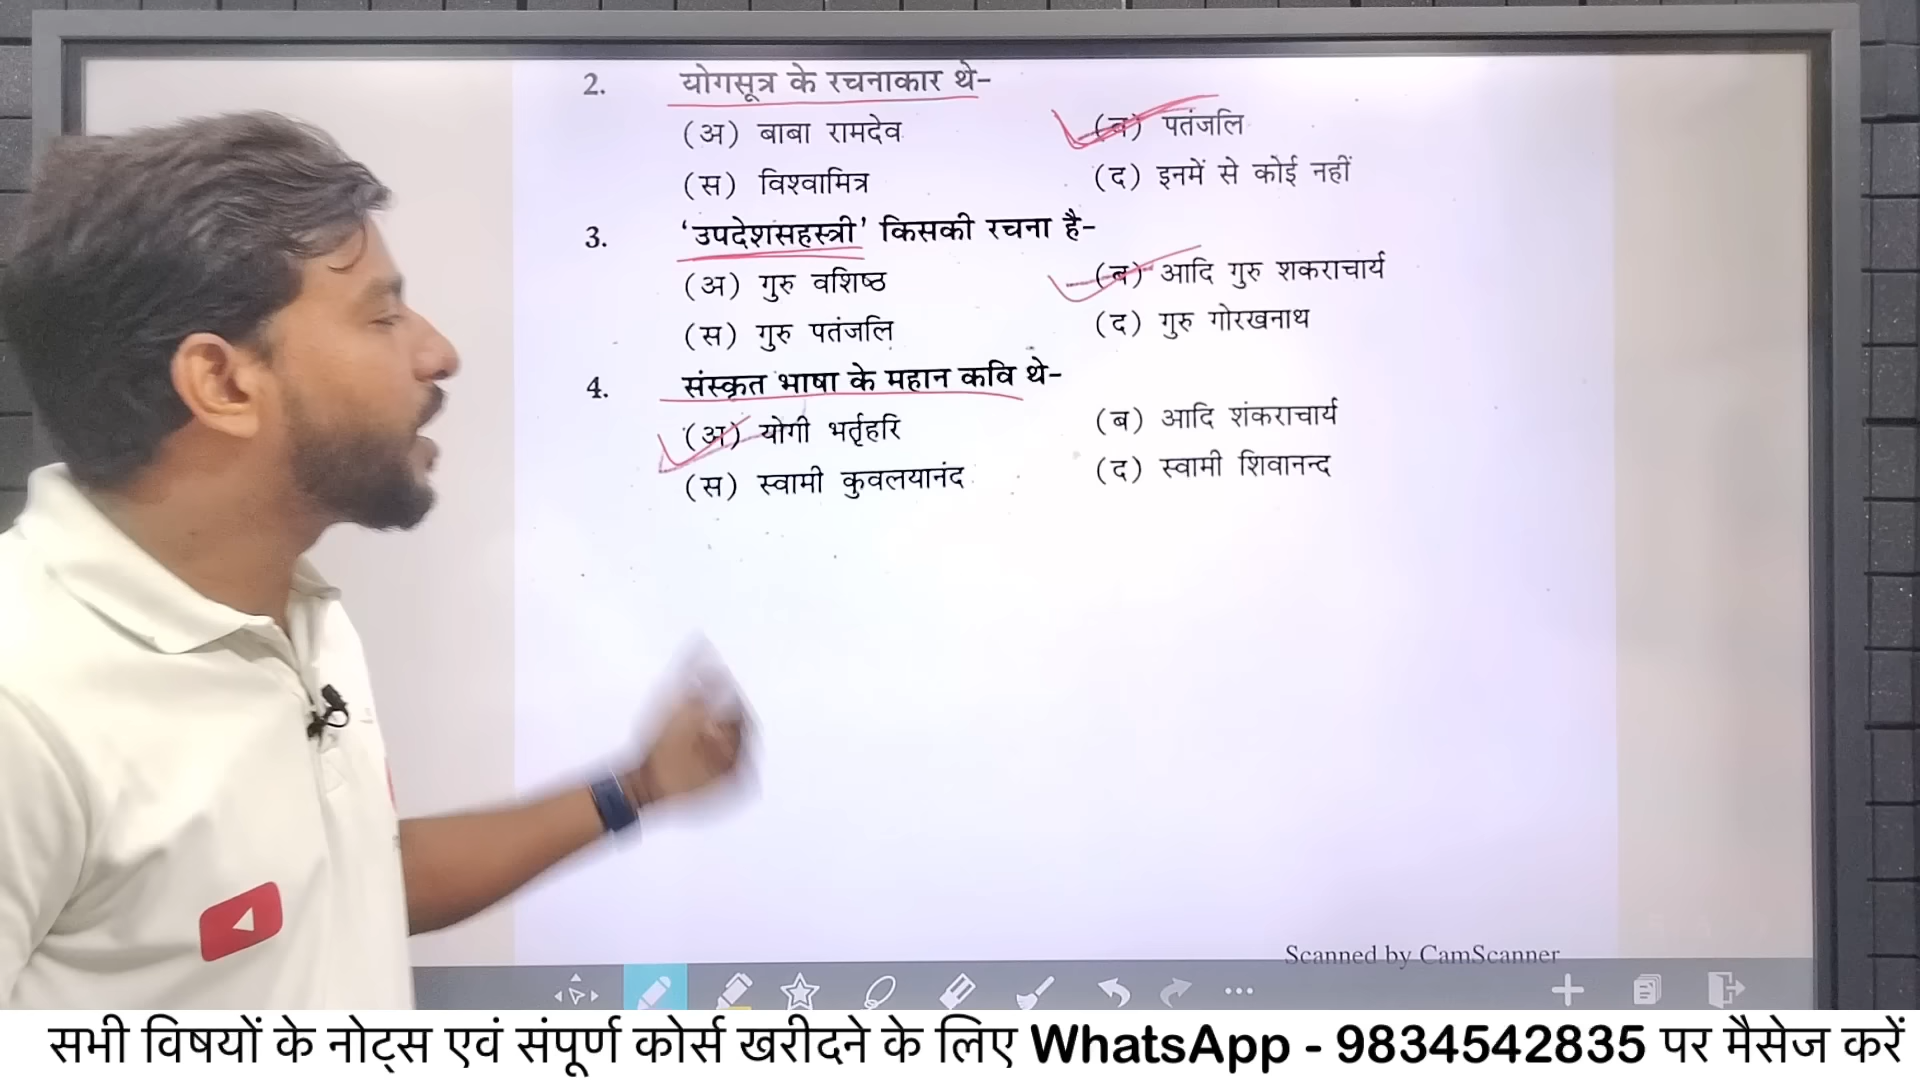 2. योगसूत्र के रचनाकार थे-
(अ) बाबा रामदेव (ब) पतंजलि
(स) विश्वामित्र (द) इनमें से कोई नहीं
3. 'उपदेशसहस्त्री' किसकी रचना है-
(अ) गुरु वशिष्ठ (ब) आदि गुरु शकराचार्य
(स) गुरु पतंजलि (द) गुरु गोरखनाथ
4. संस्क्रत भाषा के महान कवि थे-
(अ) योगी भर्तृहरि (ब) आदि शंकराचार्य
(स) स्वामी कुवलयानंद (द) स्वामी शिवानन्द
Scanned by CamScanner
सभी विषयों के नोट्स एवं संपूर्ण कोर्स खरीदने के लिए WhatsApp - 9834542835 पर मैसेज करें